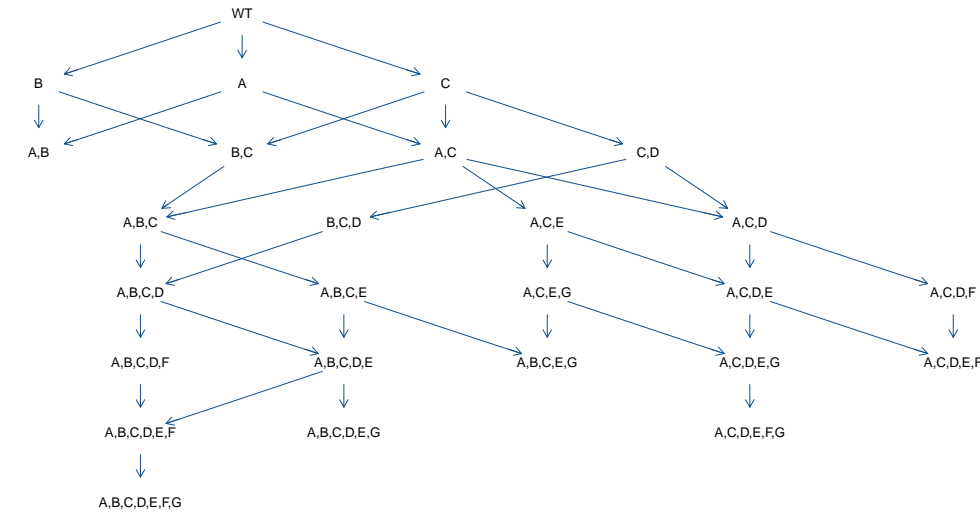 WT
B
A
C
A,B
B,C
A,C
C,D
A,B,C
B,C,D
A,C,E
A,C,D
A,B,C,D
A,B,C,E
A,C,E,G
A,C,D,E
A,C,D,F
A,B,C,D,F
A,B,C,D,E
A,B,C,E,G
A,C,D,E,G
A,C,D,E,F
A,B,C,D,E,F
A,B,C,D,E,G
A,C,D,E,F,G
A,B,C,D,E,F,G